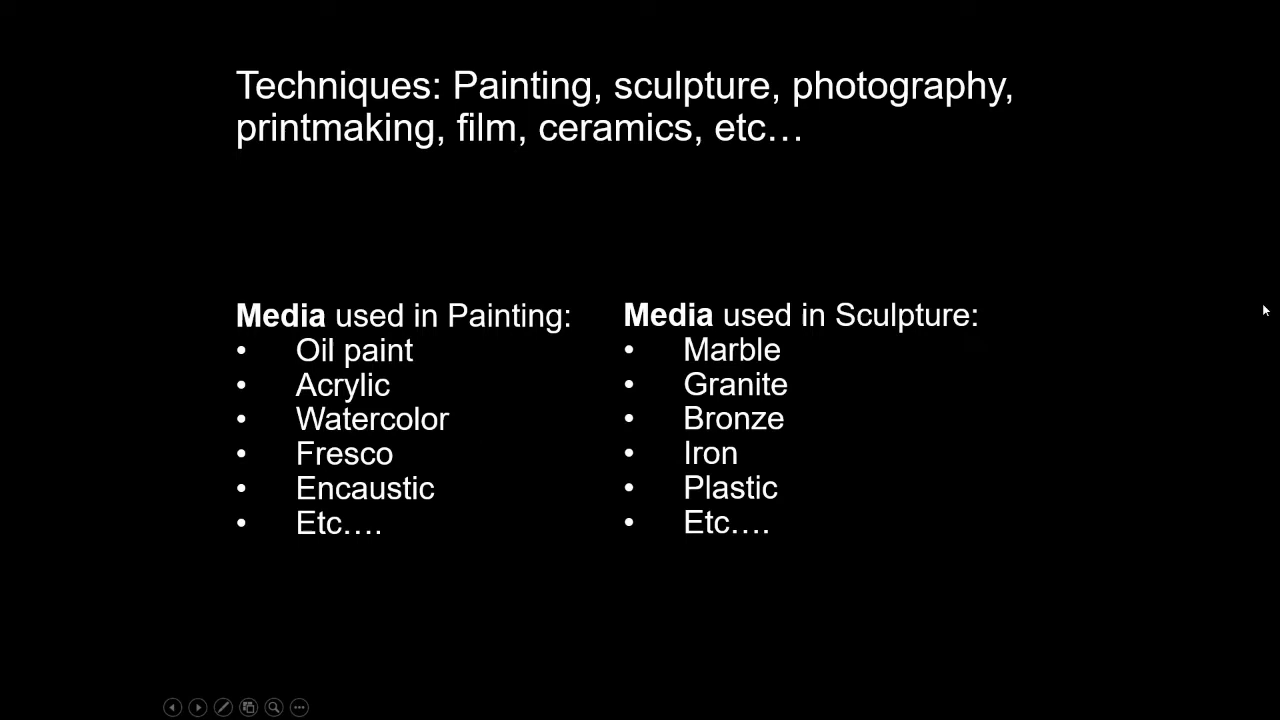 Techniques: Painting, sculpture, photography,
printmaking, film, ceramics, etc…
Media used in Painting:
• Oil paint
• Acrylic
• Watercolor
• Fresco
• Encaustic
• Etc….
Media used in Sculpture:
• Marble
• Granite
• Bronze
• Iron
• Plastic
• Etc….